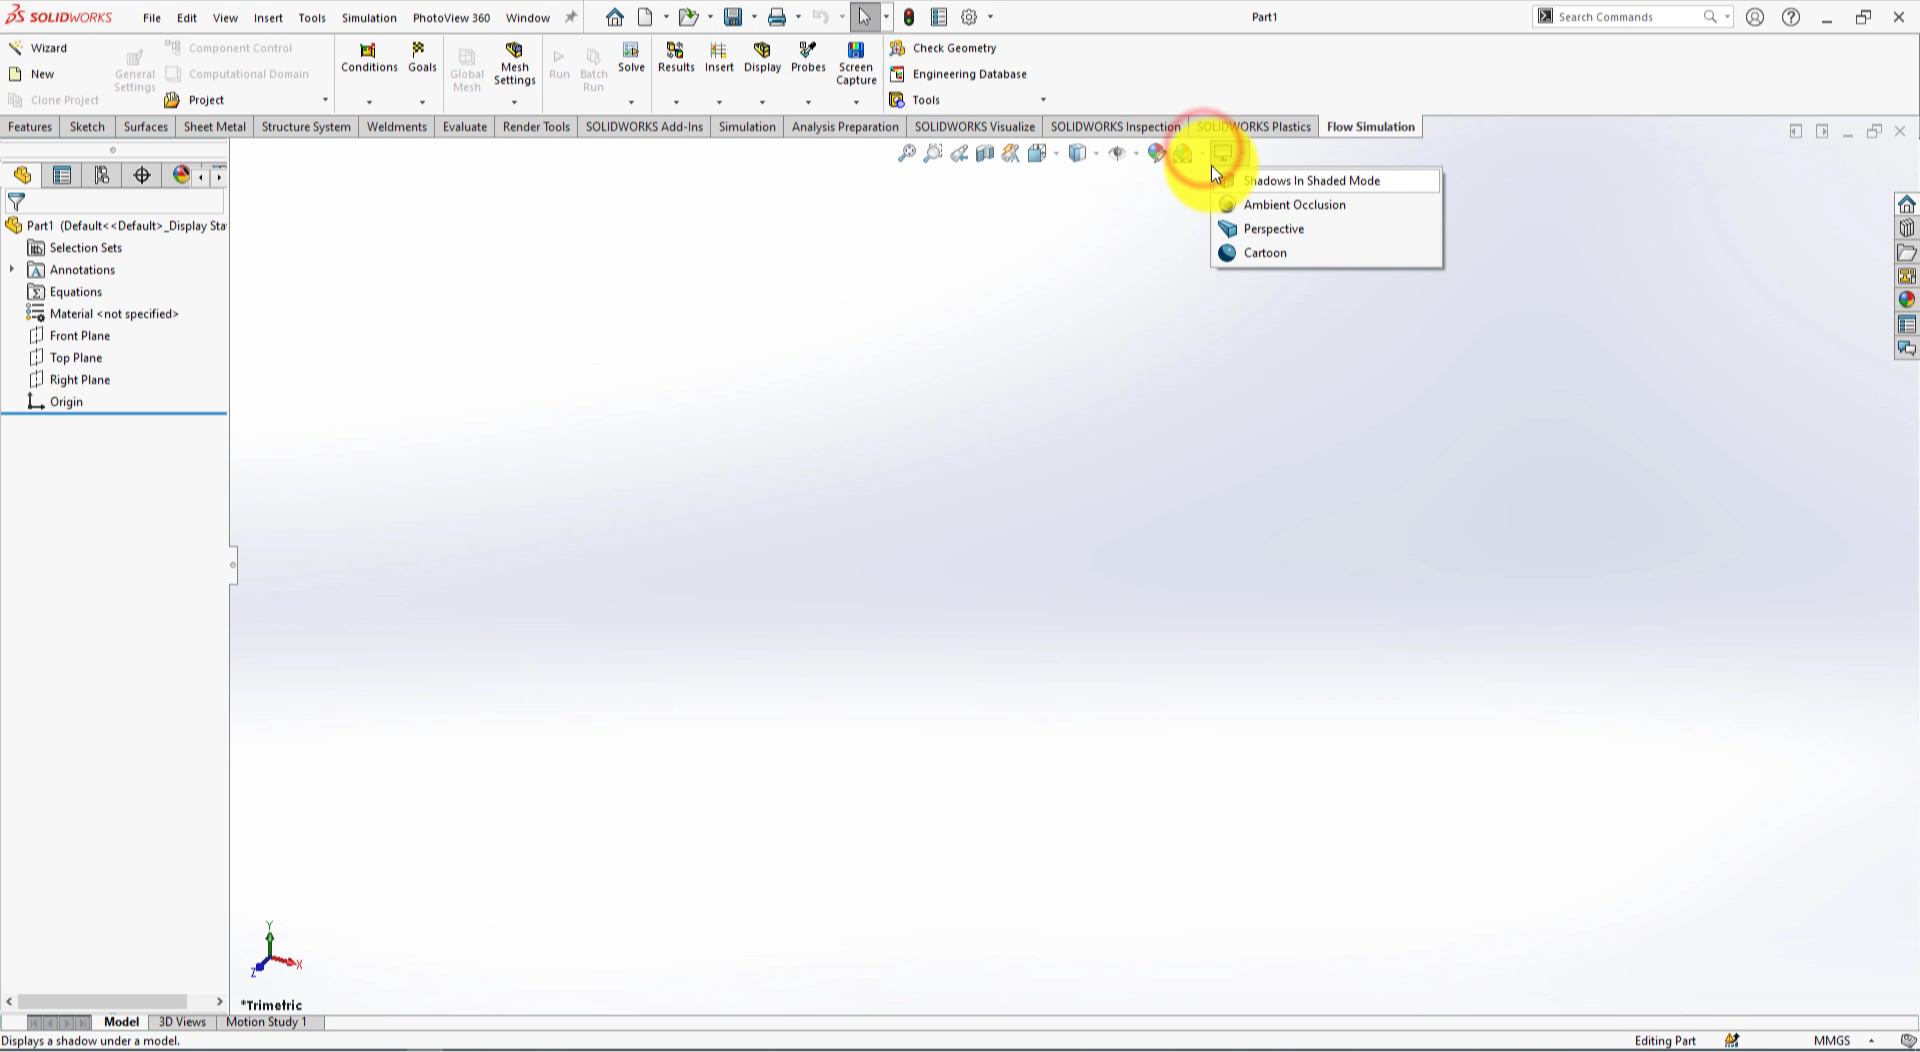 SOLIDWORKS File Edit View Insert Tools Simulation PhotoView 360 Window Part1 Search Commands
Wizard Component Control Conditions Goals Global Mesh Mesh Settings Run Batch Run Solve Results Insert Display Probes Screen Capture Check Geometry
New General Settings Computational Domain Engineering Database
Clone Project Project Tools
Features Sketch Surfaces Sheet Metal Structure System Weldments Evaluate Render Tools SOLIDWORKS Add-Ins Simulation Analysis Preparation SOLIDWORKS Visualize SOLIDWORKS Inspection SOLIDWORKS Plastics Flow Simulation
Shadows In Shaded Mode
Ambient Occlusion
Perspective
Cartoon
Part1 (Default<<Default>_Display Sta
Selection Sets
Annotations
Equations
Material <not specified>
Front Plane
Top Plane
Right Plane
Origin
Y
X
Z
*Trimetric
Model 3D Views Motion Study 1
Displays a shadow under a model. Editing Part MMGS